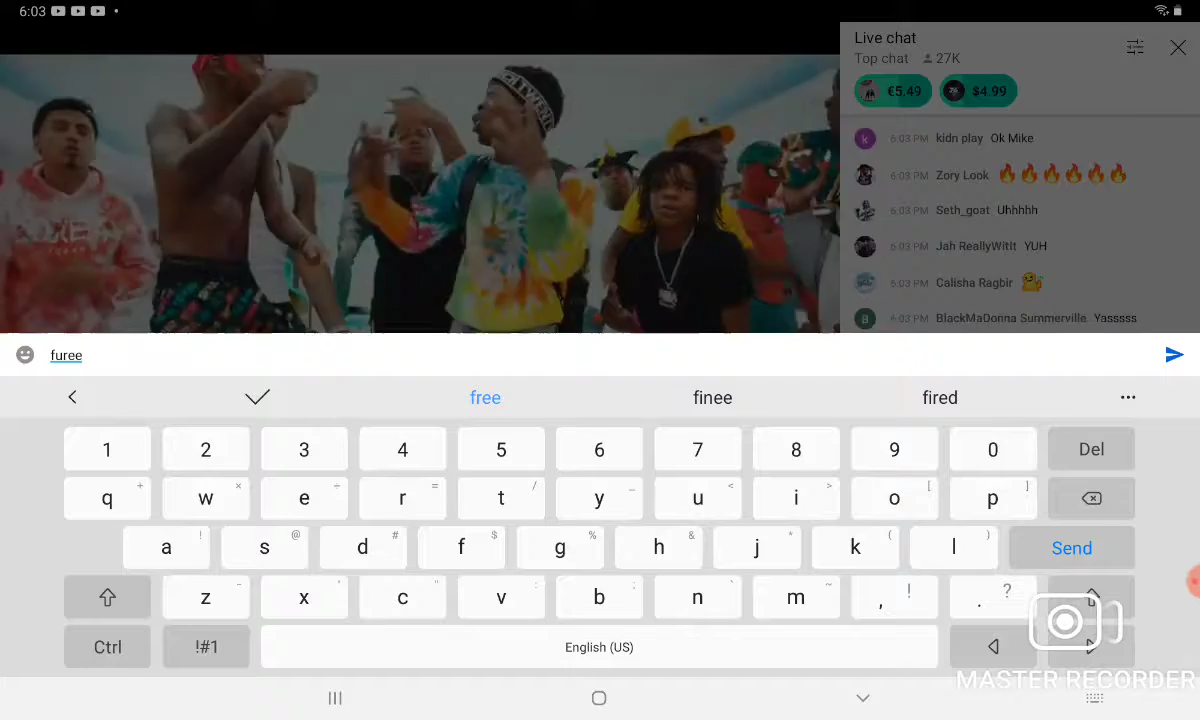 6:03
Live chat
Top chat 27K
€5.49 $4.99
6:03 PM kidn play Ok Mike
6:03 PM Zory Look 🔥🔥🔥🔥🔥🔥
6:03 PM Seth_goat Uhhhhh
6:03 PM Jah ReallyWitIt YUH
6:03 PM Calisha Ragbir
6:03 PM BlackMaDonna Summerville. Yasssss
furee
free finee fired
1 2 3 4 5 6 7 8 9 0 Del
q + w × e ÷ r = t / y _ u < i > o [ p ]
a ! s @ d # f $ g % h & j * k ( l ) Send
z - x ' c " v : b ; n ` m ~ , ! . ?
Ctrl !#1 English (US)
MASTER RECORDER